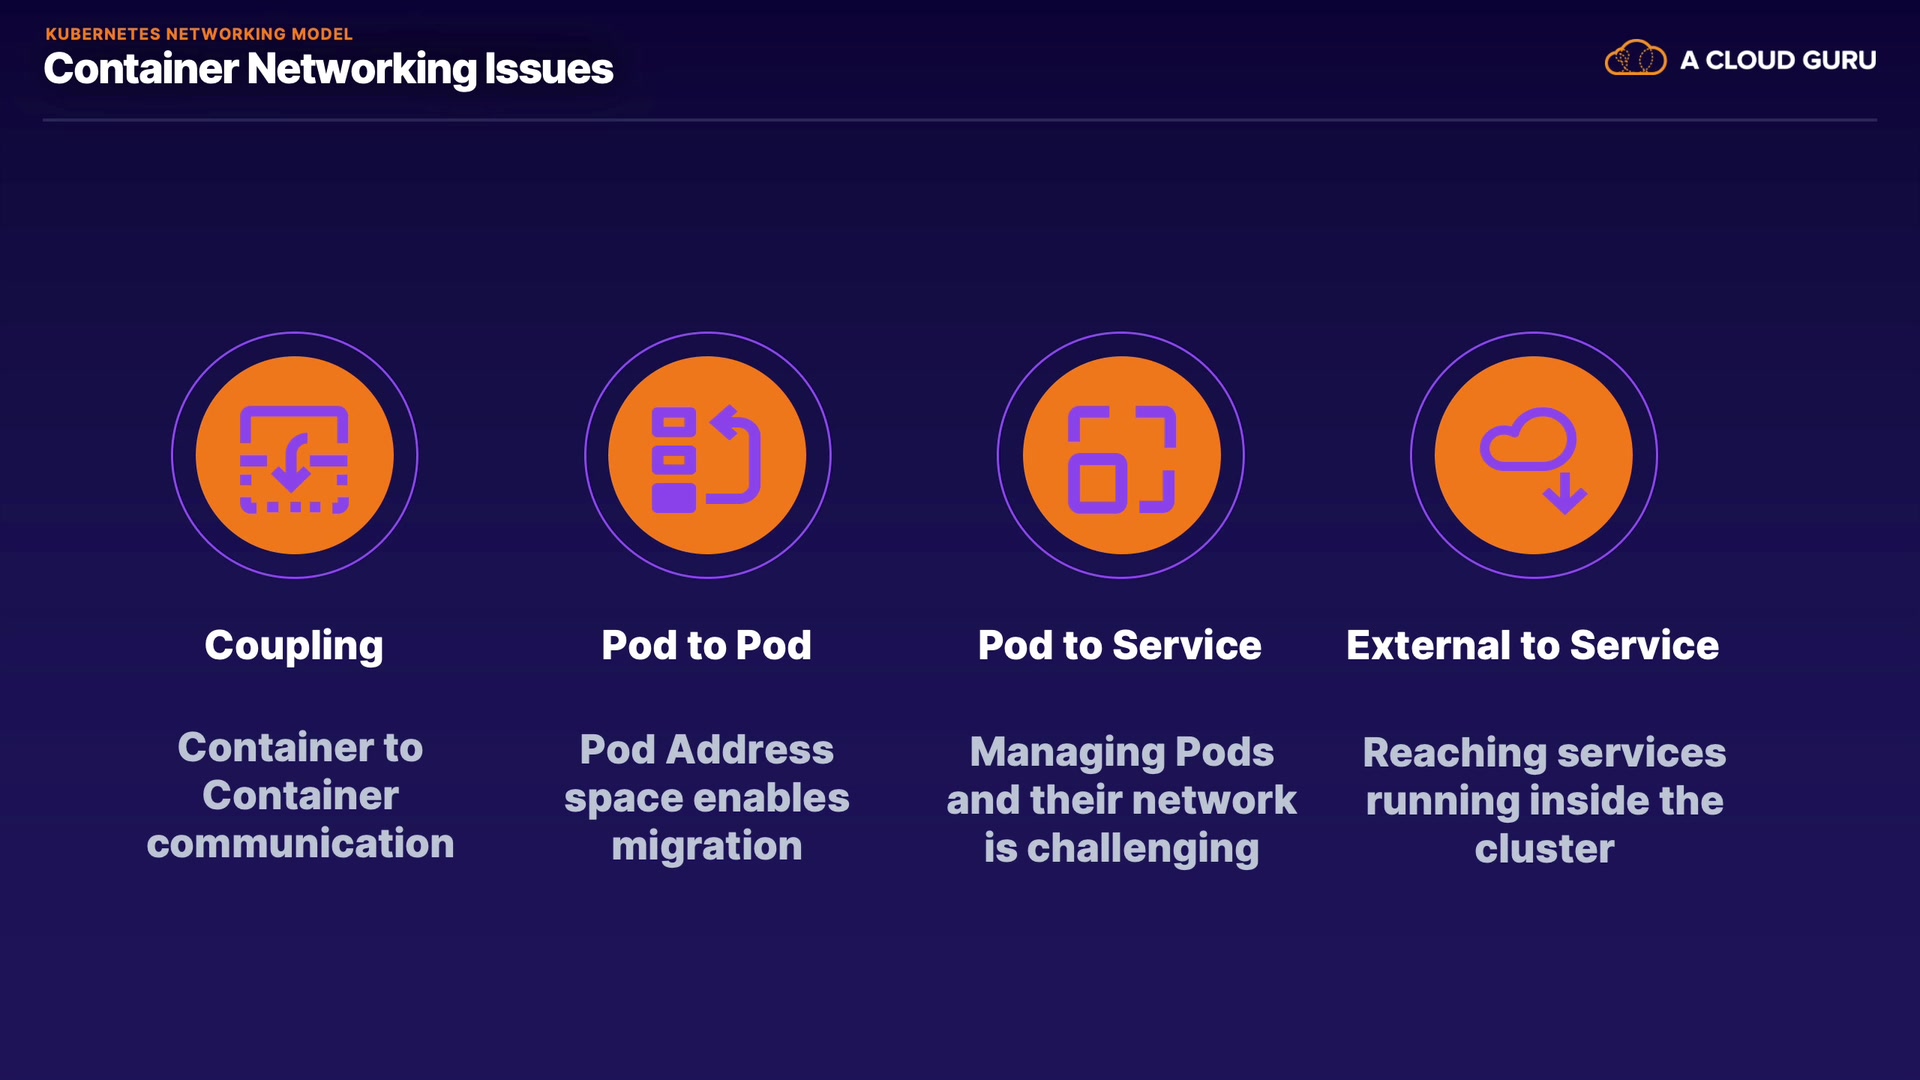 KUBERNETES NETWORKING MODEL
Container Networking Issues
A CLOUD GURU
Coupling
Container to
Container
communication
Pod to Pod
Pod Address
space enables
migration
Pod to Service
Managing Pods
and their network
is challenging
External to Service
Reaching services
running inside the
cluster